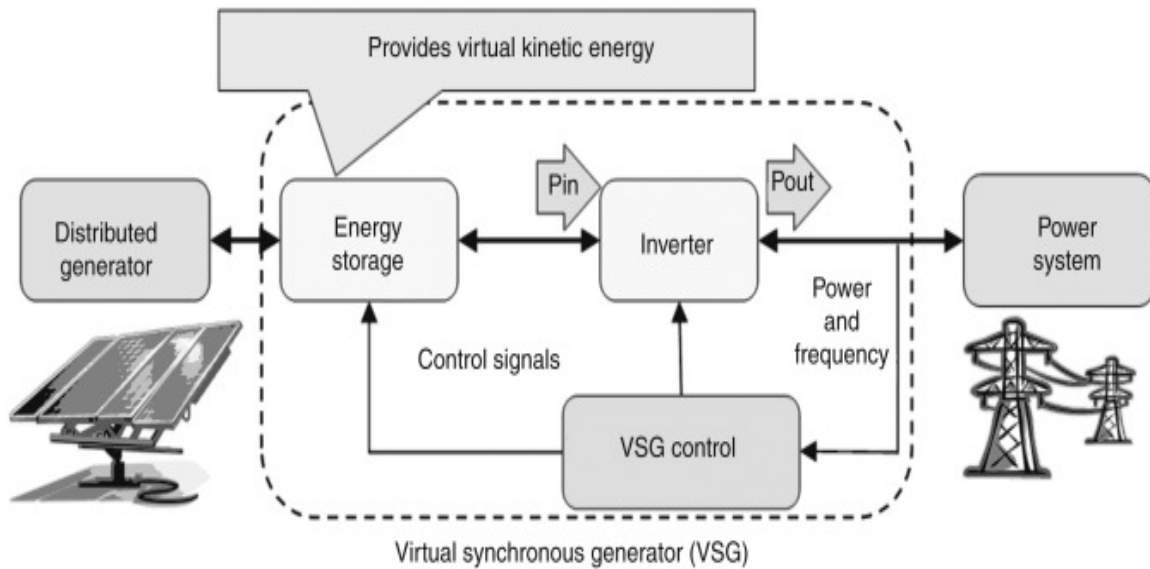 Provides virtual kinetic energy
Distributed
generator
Energy
storage
Pin
Inverter
Pout
Power
system
Power
and
frequency
Control signals
VSG control
Virtual synchronous generator (VSG)